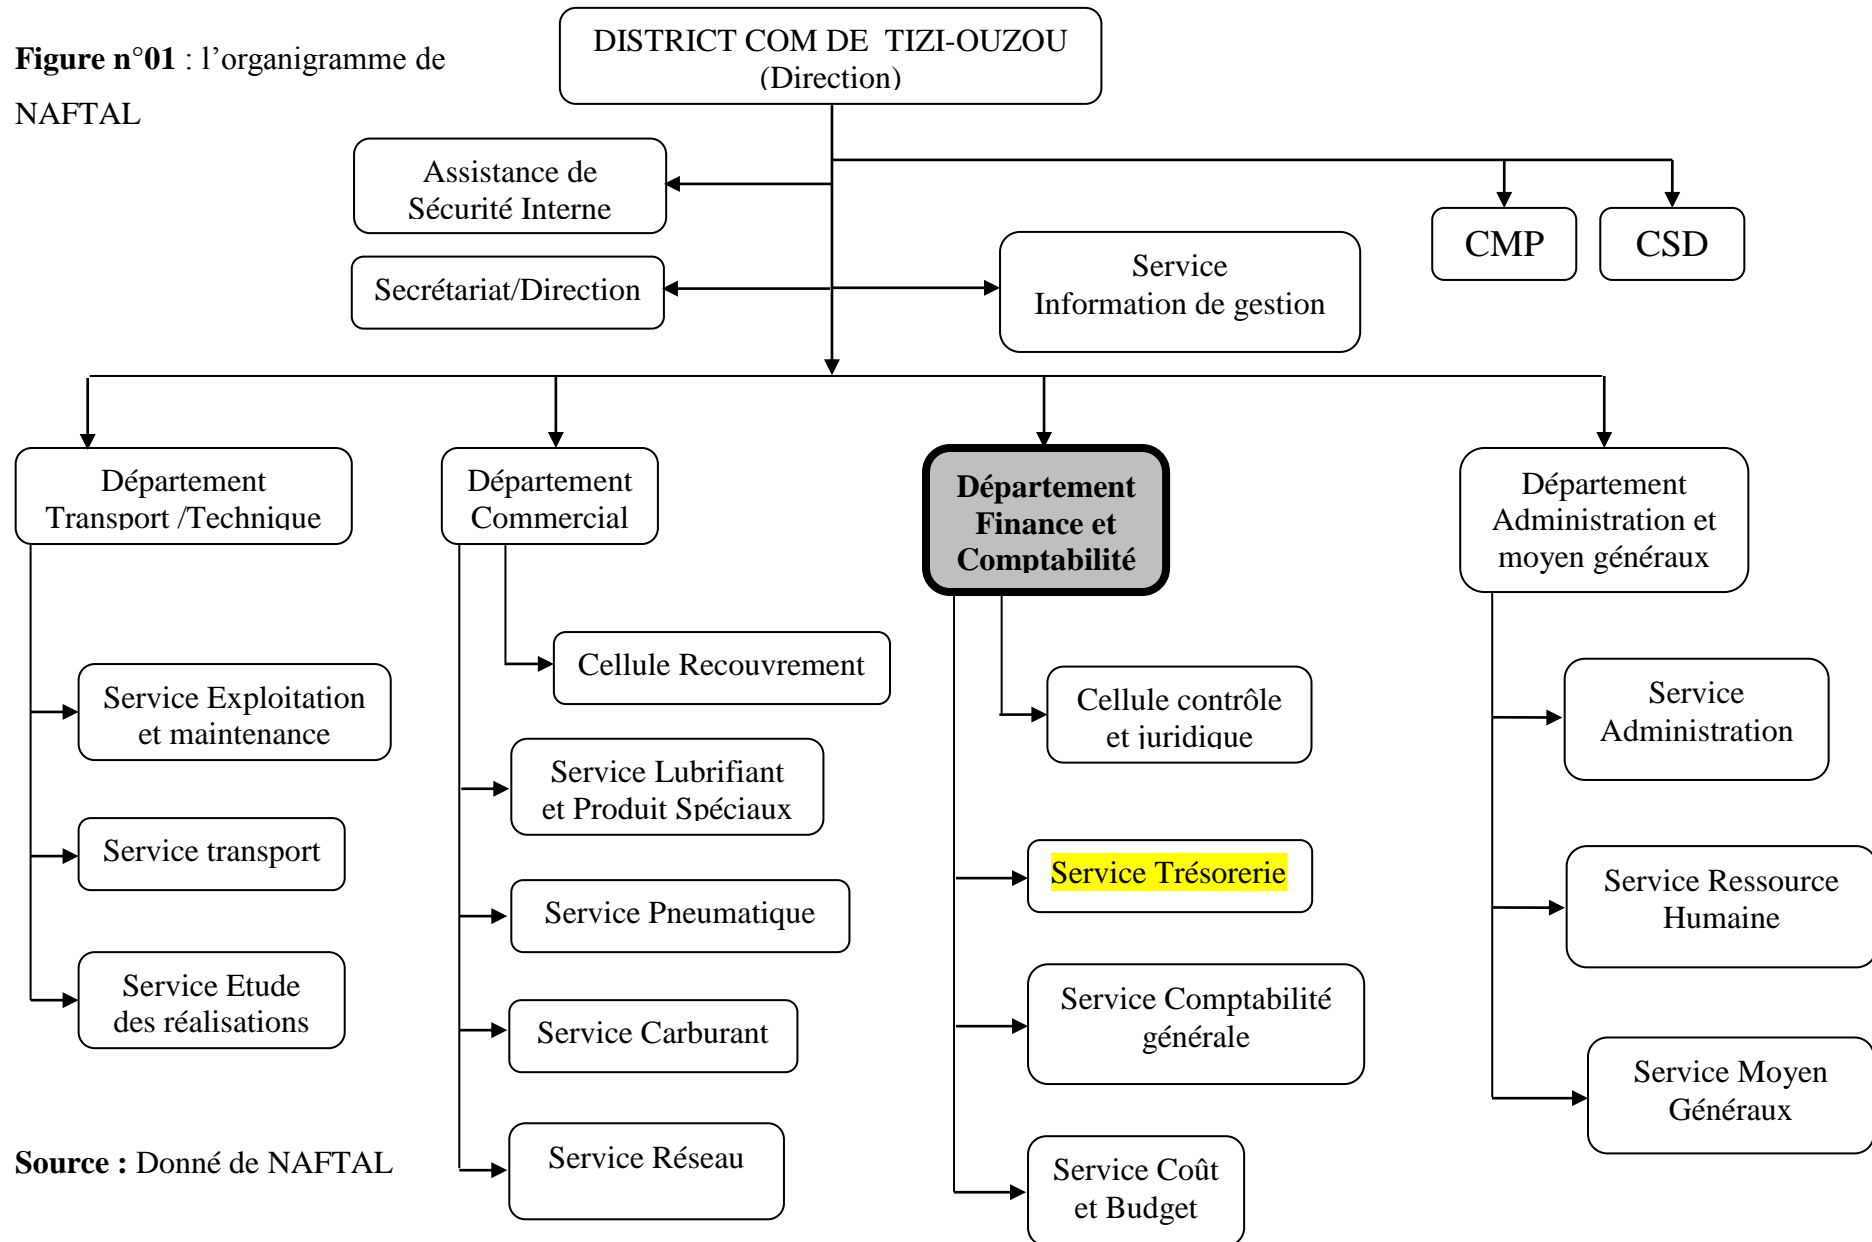 Figure n°01 : l'organigramme de
NAFTAL
DISTRICT COM DE TIZI-OUZOU
(Direction)
Assistance de
Sécurité Interne
CMP
CSD
Secrétariat/Direction
Service
Information de gestion
Département
Transport /Technique
Département
Commercial
Département
Finance et
Comptabilité
Département
Administration et
moyen généraux
Service Exploitation
et maintenance
Service transport
Service Etude
des réalisations
Cellule Recouvrement
Service Lubrifiant
et Produit Spéciaux
Service Pneumatique
Service Carburant
Service Réseau
Cellule contrôle
et juridique
Service Trésorerie
Service Comptabilité
générale
Service Coût
et Budget
Service
Administration
Service Ressource
Humaine
Service Moyen
Généraux
Source : Donné de NAFTAL